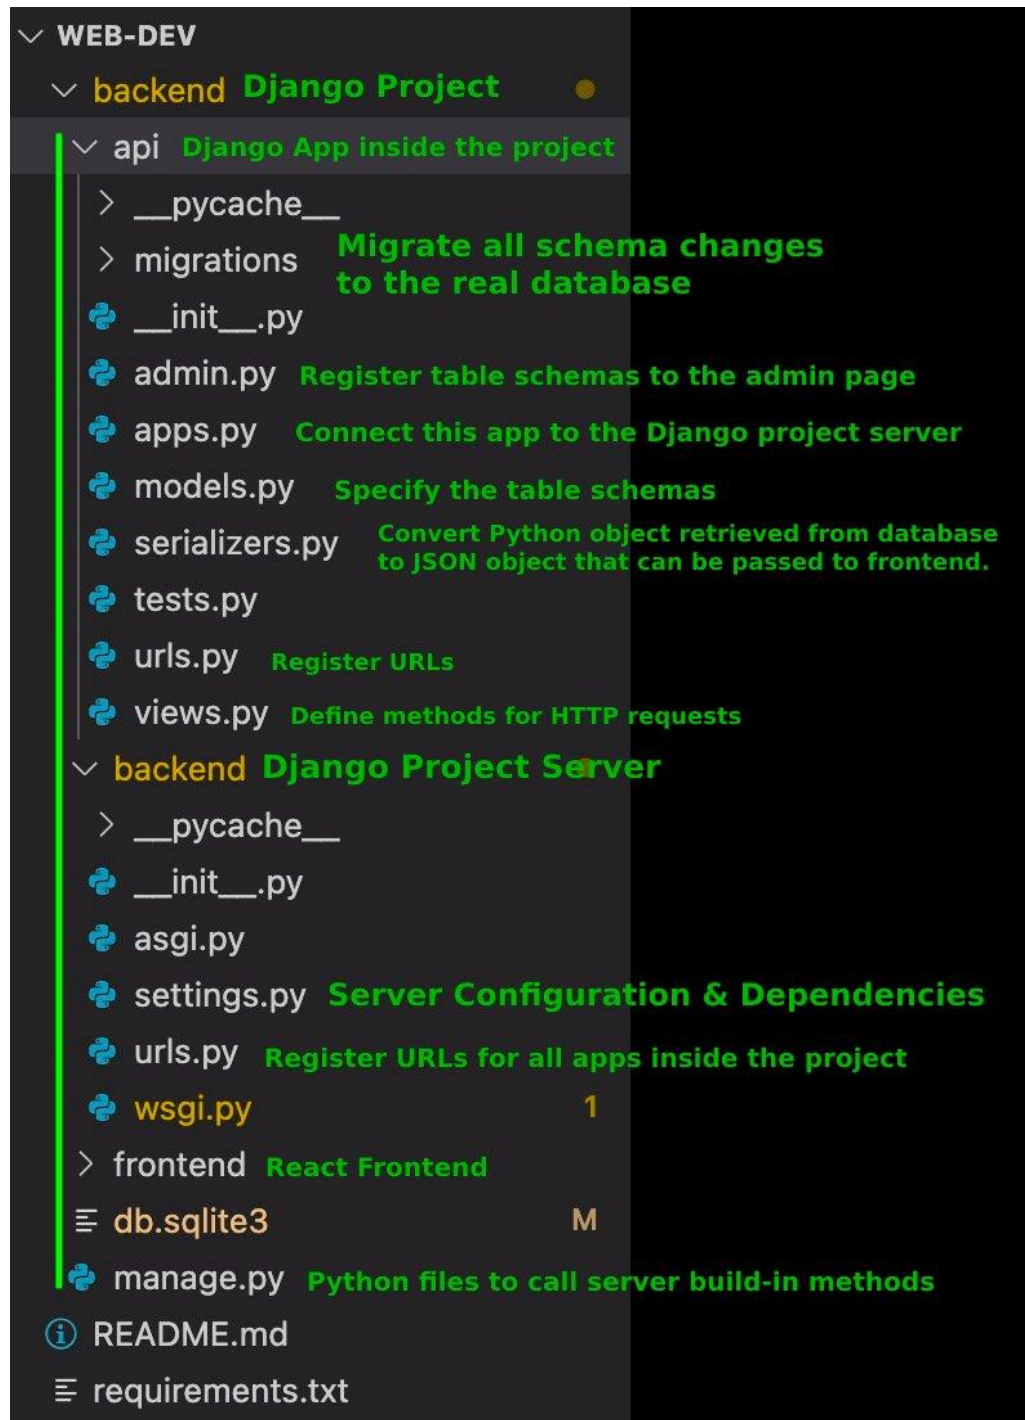 WEB-DEV
backend Django Project
api Django App inside the project
__pycache__
migrations Migrate all schema changes
to the real database
__init__.py
admin.py Register table schemas to the admin page
apps.py Connect this app to the Django project server
models.py Specify the table schemas
serializers.py Convert Python object retrieved from database
to JSON object that can be passed to frontend.
tests.py
urls.py Register URLs
views.py Define methods for HTTP requests
backend Django Project Server
__pycache__
__init__.py
asgi.py
settings.py Server Configuration & Dependencies
urls.py Register URLs for all apps inside the project
wsgi.py 1
frontend React Frontend
db.sqlite3 M
manage.py Python files to call server build-in methods
README.md
requirements.txt